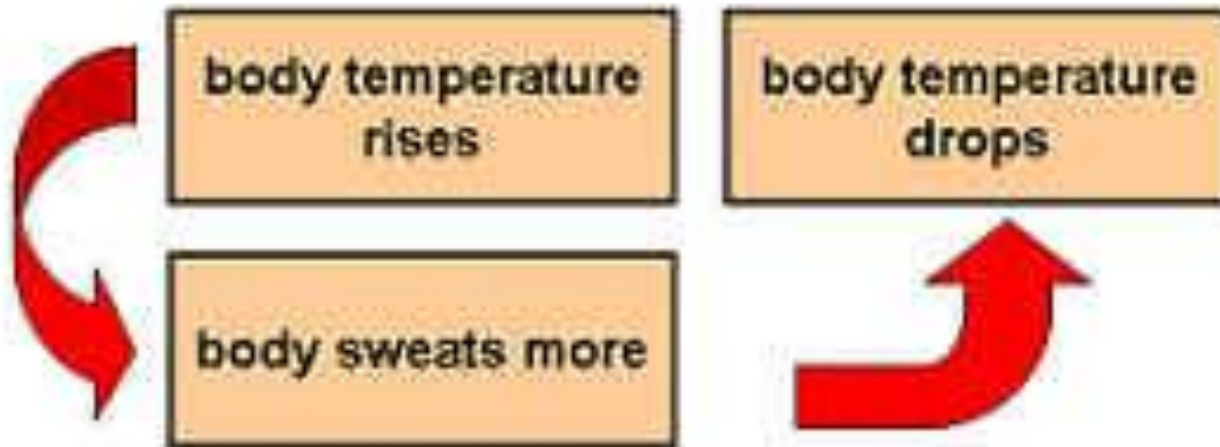 body temperature
rises
body temperature
drops
body sweats more